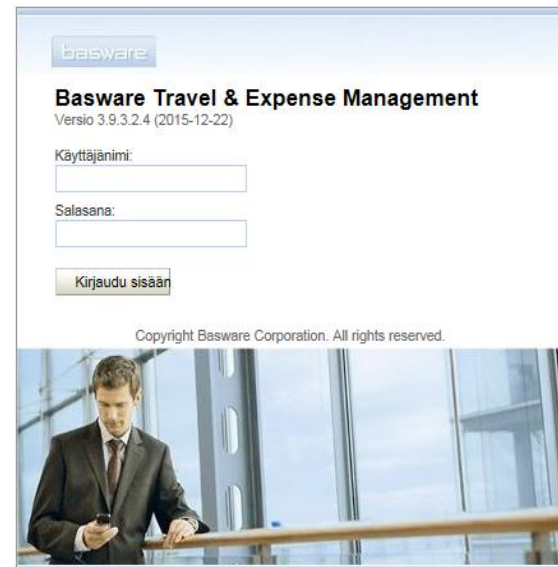 basware
Basware Travel & Expense Management
Versio 3.9.3.2.4 (2015-12-22)
Käyttäjänimi:
Salasana:
Kirjaudu sisään
Copyright Basware Corporation. All rights reserved.